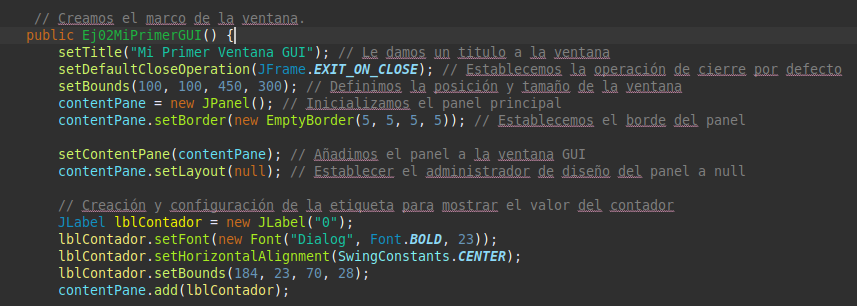 // Creamos el marco de la ventana.
public Ej02MiPrimerGUI() {
setTitle("Mi Primer Ventana GUI"); // Le damos un titulo a la ventana
setDefaultCloseOperation(JFrame.EXIT_ON_CLOSE); // Establecemos la operación de cierre por defecto
setBounds(100, 100, 450, 300); // Definimos la posición y tamaño de la ventana
contentPane = new JPanel(); // Inicializamos el panel principal
contentPane.setBorder(new EmptyBorder(5, 5, 5, 5)); // Establecemos el borde del panel
setContentPane(contentPane); // Añadimos el panel a la ventana GUI
contentPane.setLayout(null); // Establecer el administrador de diseño del panel a null
// Creación y configuración de la etiqueta para mostrar el valor del contador
JLabel lblContador = new JLabel("0");
lblContador.setFont(new Font("Dialog", Font.BOLD, 23));
lblContador.setHorizontalAlignment(SwingConstants.CENTER);
lblContador.setBounds(184, 23, 70, 28);
contentPane.add(lblContador);